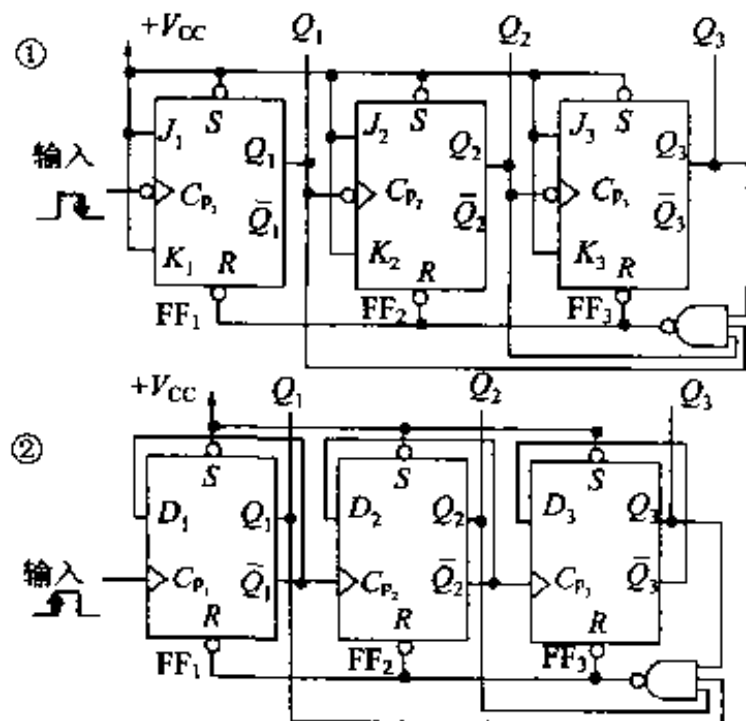 ①
+V_CC Q_1 Q_2 Q_3
S S S
J_1 Q_1 J_2 Q_2 J_3 Q_3
输入 C_P1 Q̄_1 C_P2 Q̄_2 C_P3 Q̄_3
K_1 R K_2 R K_3 R
FF_1 FF_2 FF_3
②
+V_CC Q_1 Q_2 Q_3
S S S
D_1 Q_1 D_2 Q_2 D_3 Q_3
输入 C_P1 Q̄_1 C_P2 Q̄_2 C_P3 Q̄_3
R R R
FF_1 FF_2 FF_3